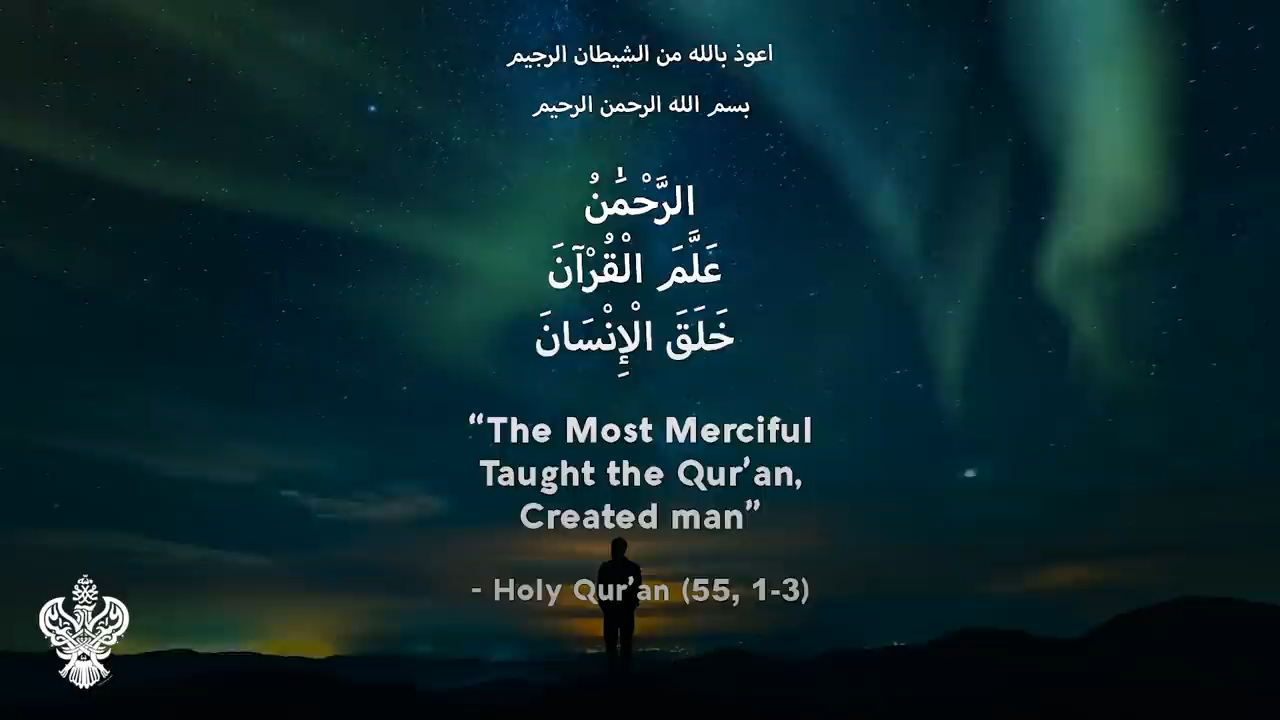 اعوذ بالله من الشيطان الرجيم
بسم الله الرحمن الرحيم
الرَّحْمَٰنُ
عَلَّمَ الْقُرْآنَ
خَلَقَ الْإِنْسَانَ
“The Most Merciful
Taught the Qur’an,
Created man”
- Holy Qur’an (55, 1-3)